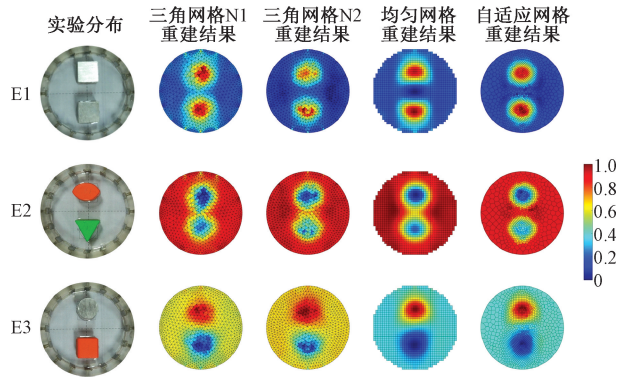 实验分布
三角网格N1
重建结果
三角网格N2
重建结果
均匀网格
重建结果
自适应网格
重建结果
E1
E2
E3
1.0
0.8
0.6
0.4
0.2
0